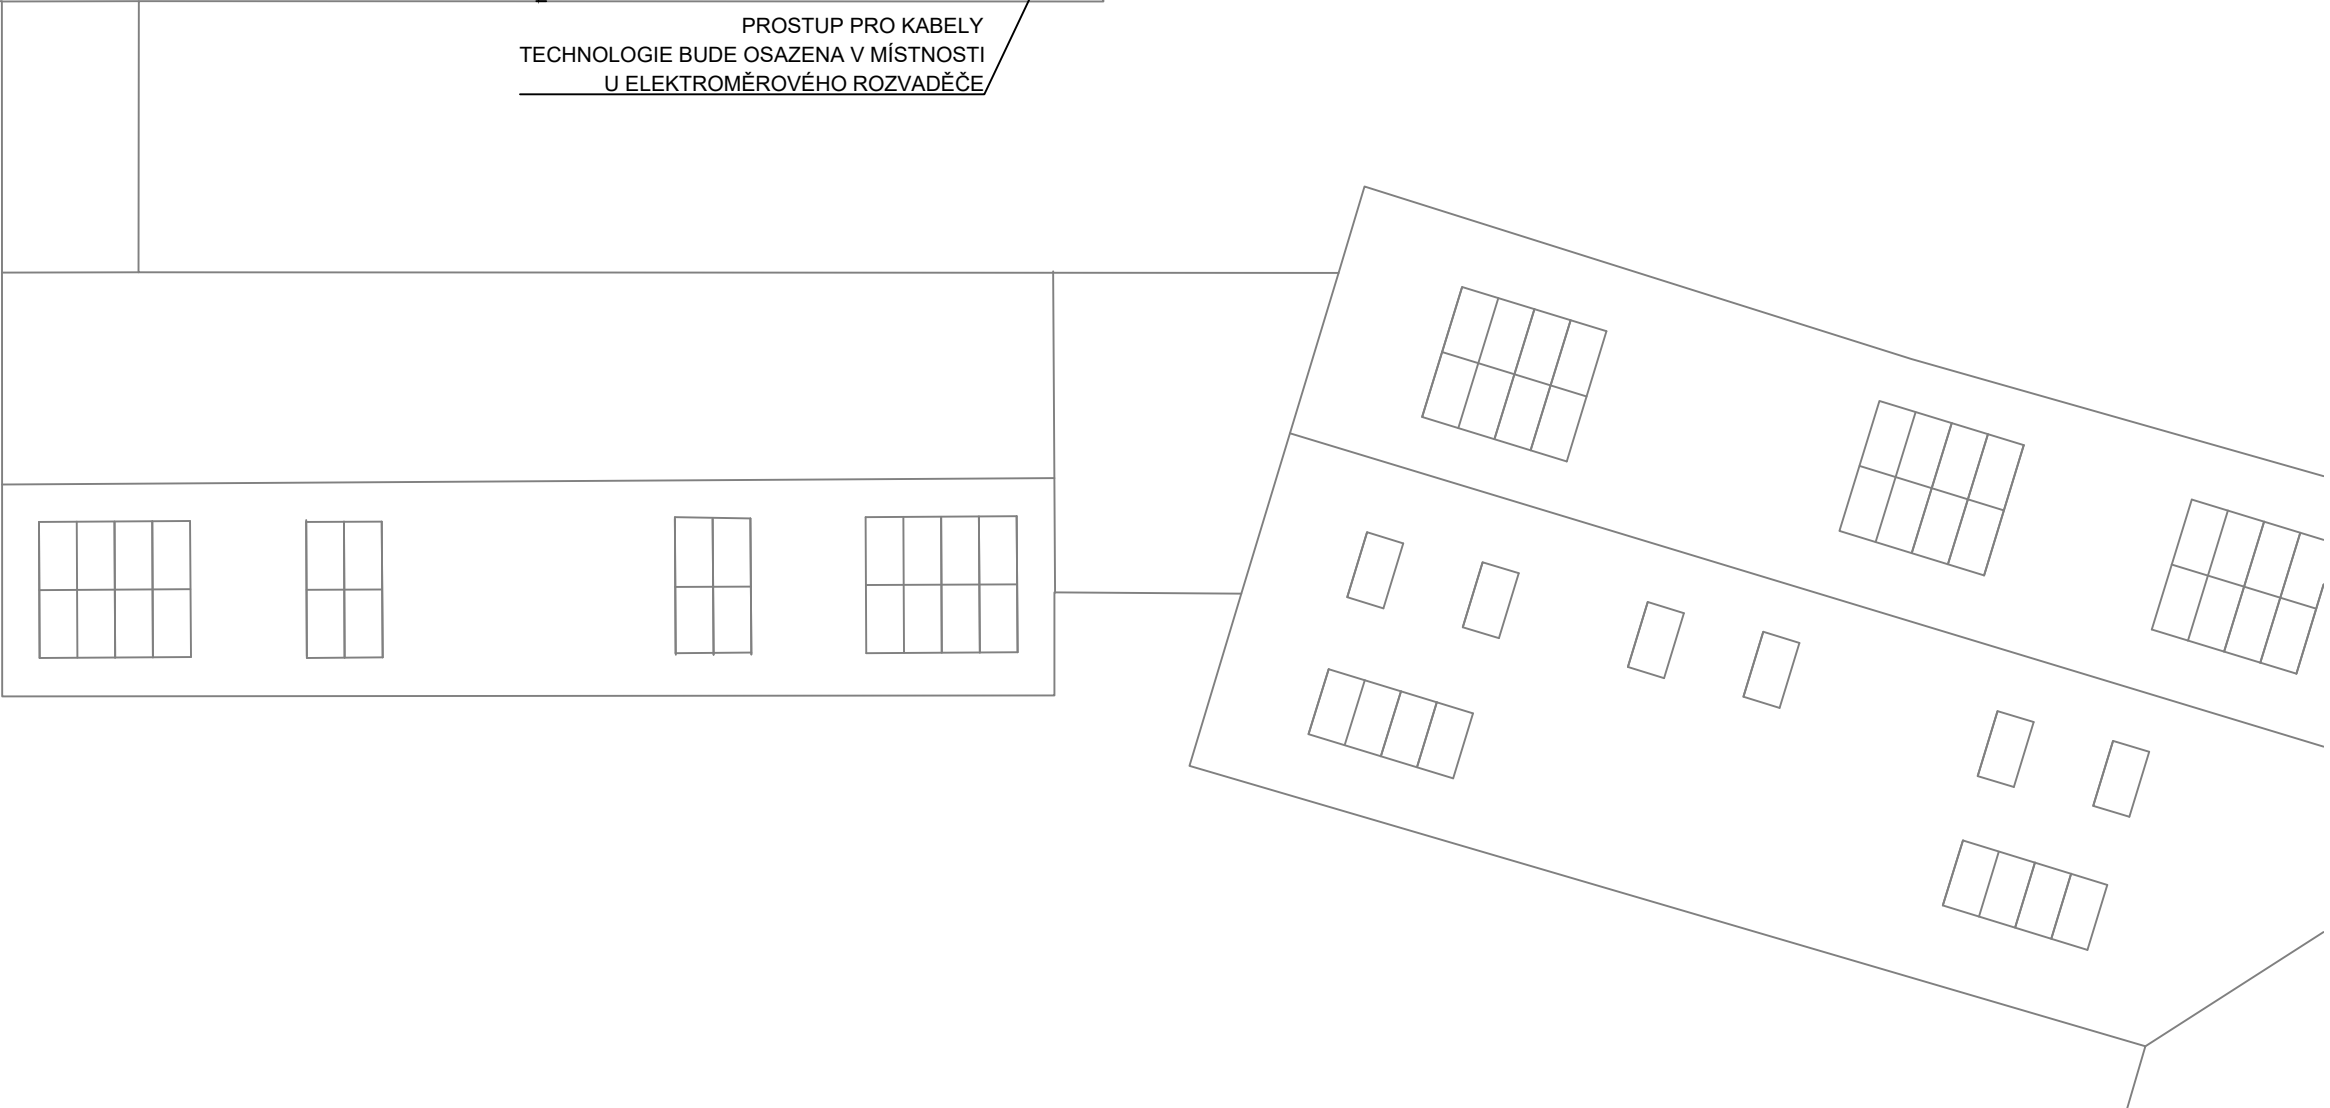 PROSTUP PRO KABELY
TECHNOLOGIE BUDE OSAZENA V MÍSTNOSTI
U ELEKTROMĚROVÉHO ROZVADĚČE